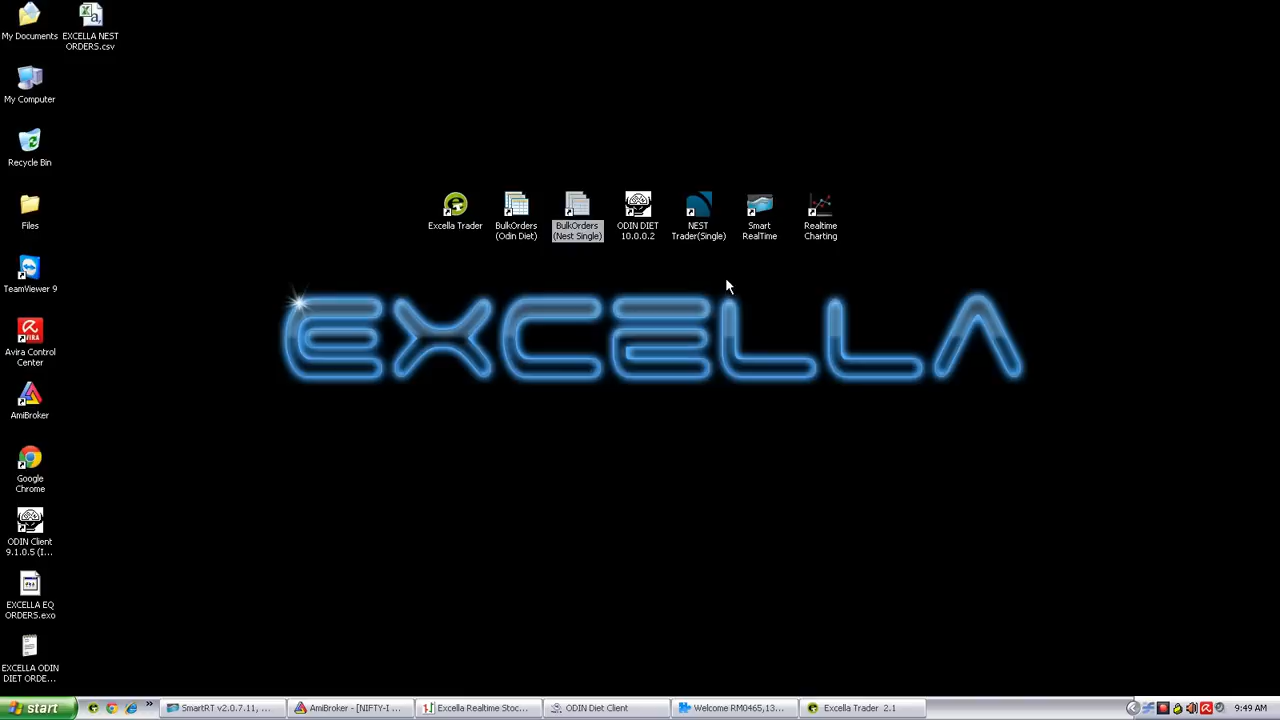 My Documents
EXCELLA NEST
ORDERS.csv
My Computer
Recycle Bin
Files
TeamViewer 9
Avira Control
Center
AmiBroker
Google
Chrome
ODIN Client
9.1.0.5 (I...
EXCELLA EQ
ORDERS.exo
EXCELLA ODIN
DIET ORDE...
Excella Trader
BulkOrders
(Odin Diet)
BulkOrders
(Nest Single)
ODIN DIET
10.0.0.2
NEST
Trader(Single)
Smart
RealTime
Realtime
Charting
EXCELLA
start
SmartRT v2.0.7.11, ...
AmiBroker - [NIFTY-I ...
Excella Realtime Stoc...
ODIN Diet Client
Welcome RM0465,13...
Excella Trader 2.1
9:49 AM